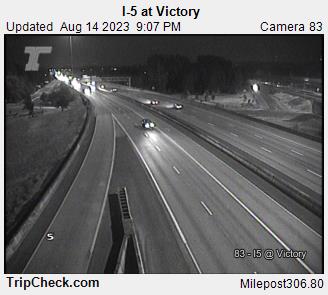 I-5 at Victory
Updated Aug 14 2023 9:07 PM Camera 83
T
S
83 - I5 @ Victory
TripCheck.com Milepost306.80